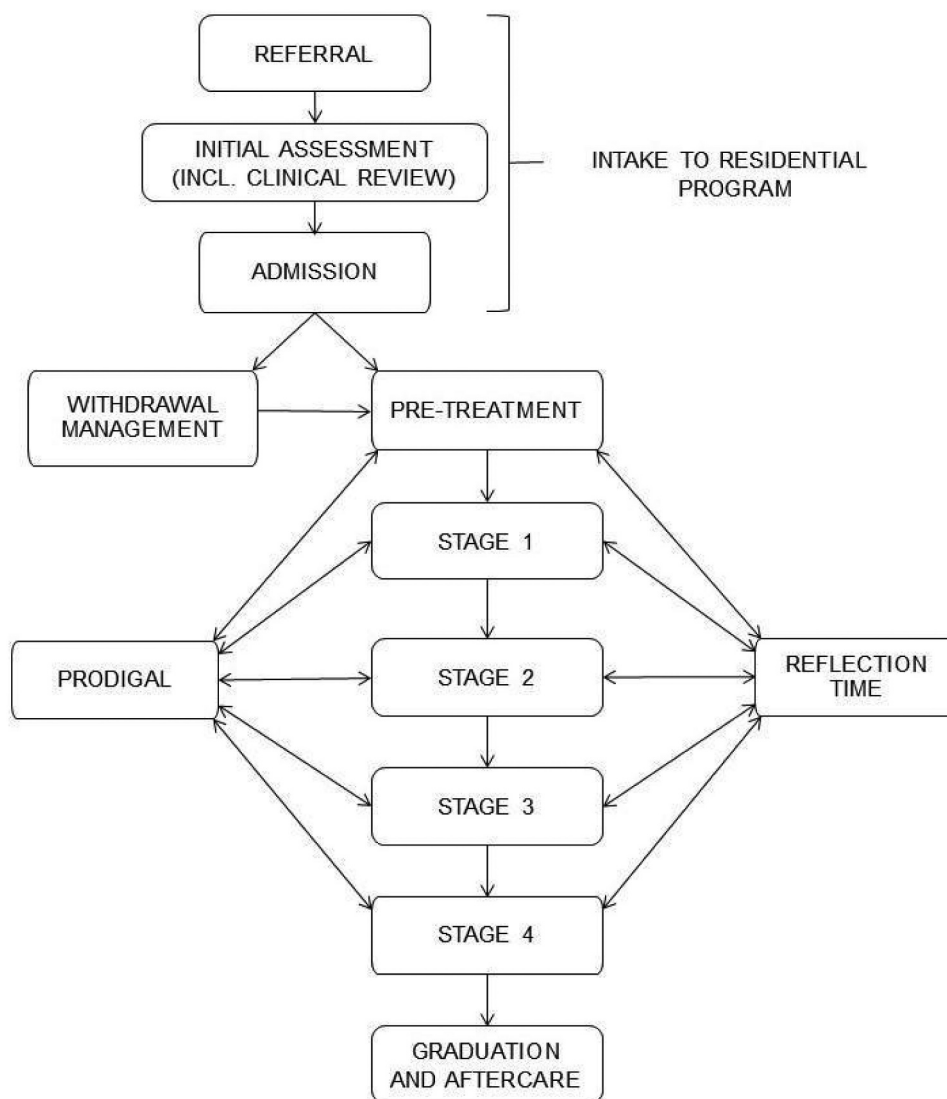 REFERRAL
INITIAL ASSESSMENT
(INCL. CLINICAL REVIEW)
INTAKE TO RESIDENTIAL
PROGRAM
ADMISSION
WITHDRAWAL
MANAGEMENT
PRE-TREATMENT
STAGE 1
PRODIGAL
STAGE 2
REFLECTION
TIME
STAGE 3
STAGE 4
GRADUATION
AND AFTERCARE